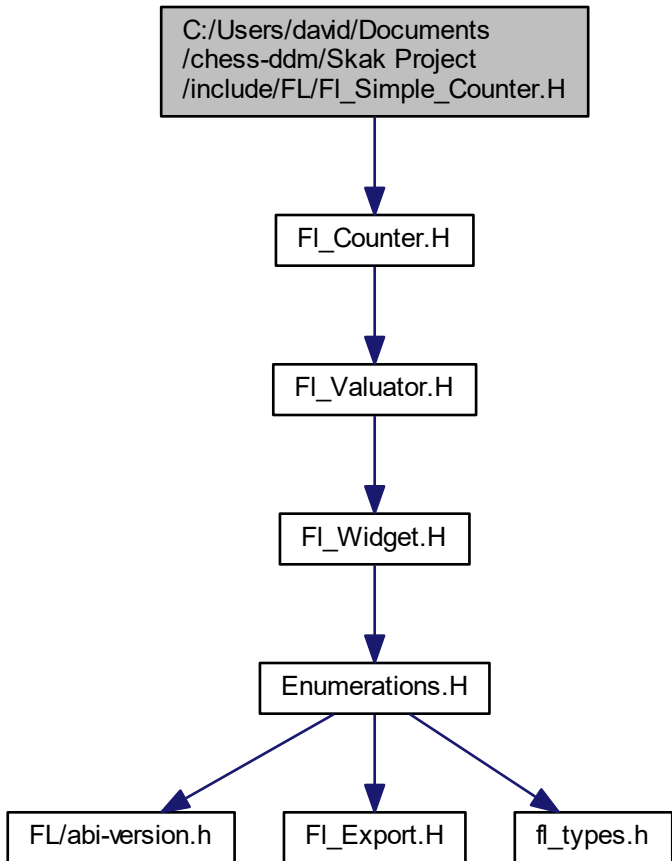 C:/Users/david/Documents
/chess-ddm/Skak Project
/include/FL/Fl_Simple_Counter.H
Fl_Counter.H
Fl_Valuator.H
Fl_Widget.H
Enumerations.H
FL/abi-version.h
Fl_Export.H
fl_types.h